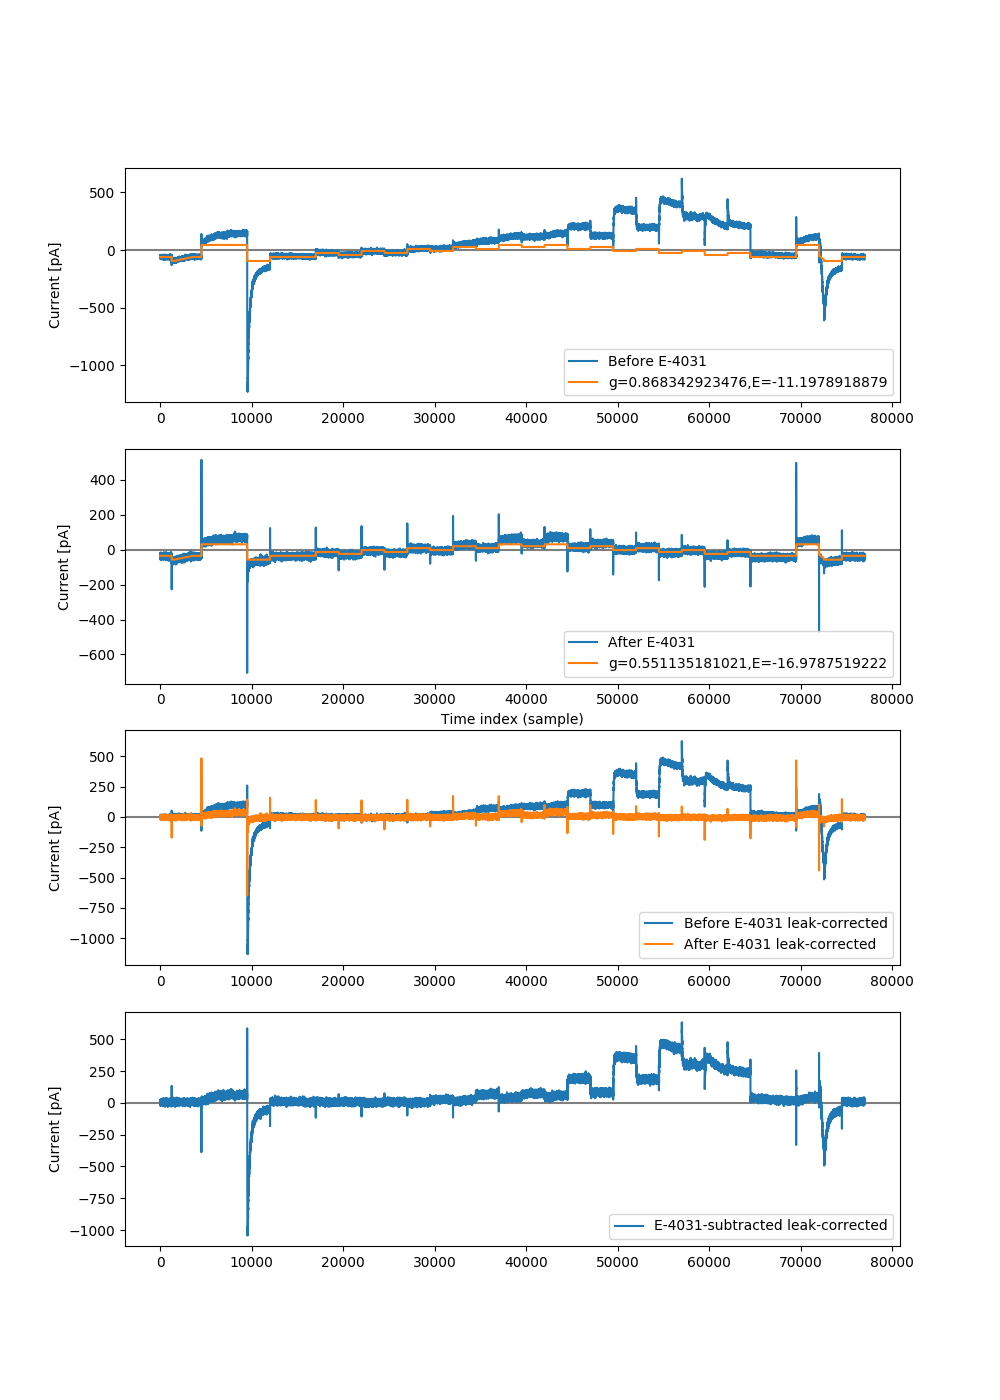 500
0
−500
−1000
Current [pA]
Before E-4031
g=0.868342923476,E=-11.1978918879
0 10000 20000 30000 40000 50000 60000 70000 80000
400
200
0
−200
−400
−600
Current [pA]
After E-4031
g=0.551135181021,E=-16.9787519222
0 10000 20000 30000 40000 50000 60000 70000 80000
Time index (sample)
500
250
0
−250
−500
−750
−1000
Current [pA]
Before E-4031 leak-corrected
After E-4031 leak-corrected
0 10000 20000 30000 40000 50000 60000 70000 80000
500
250
0
−250
−500
−750
−1000
Current [pA]
E-4031-subtracted leak-corrected
0 10000 20000 30000 40000 50000 60000 70000 80000